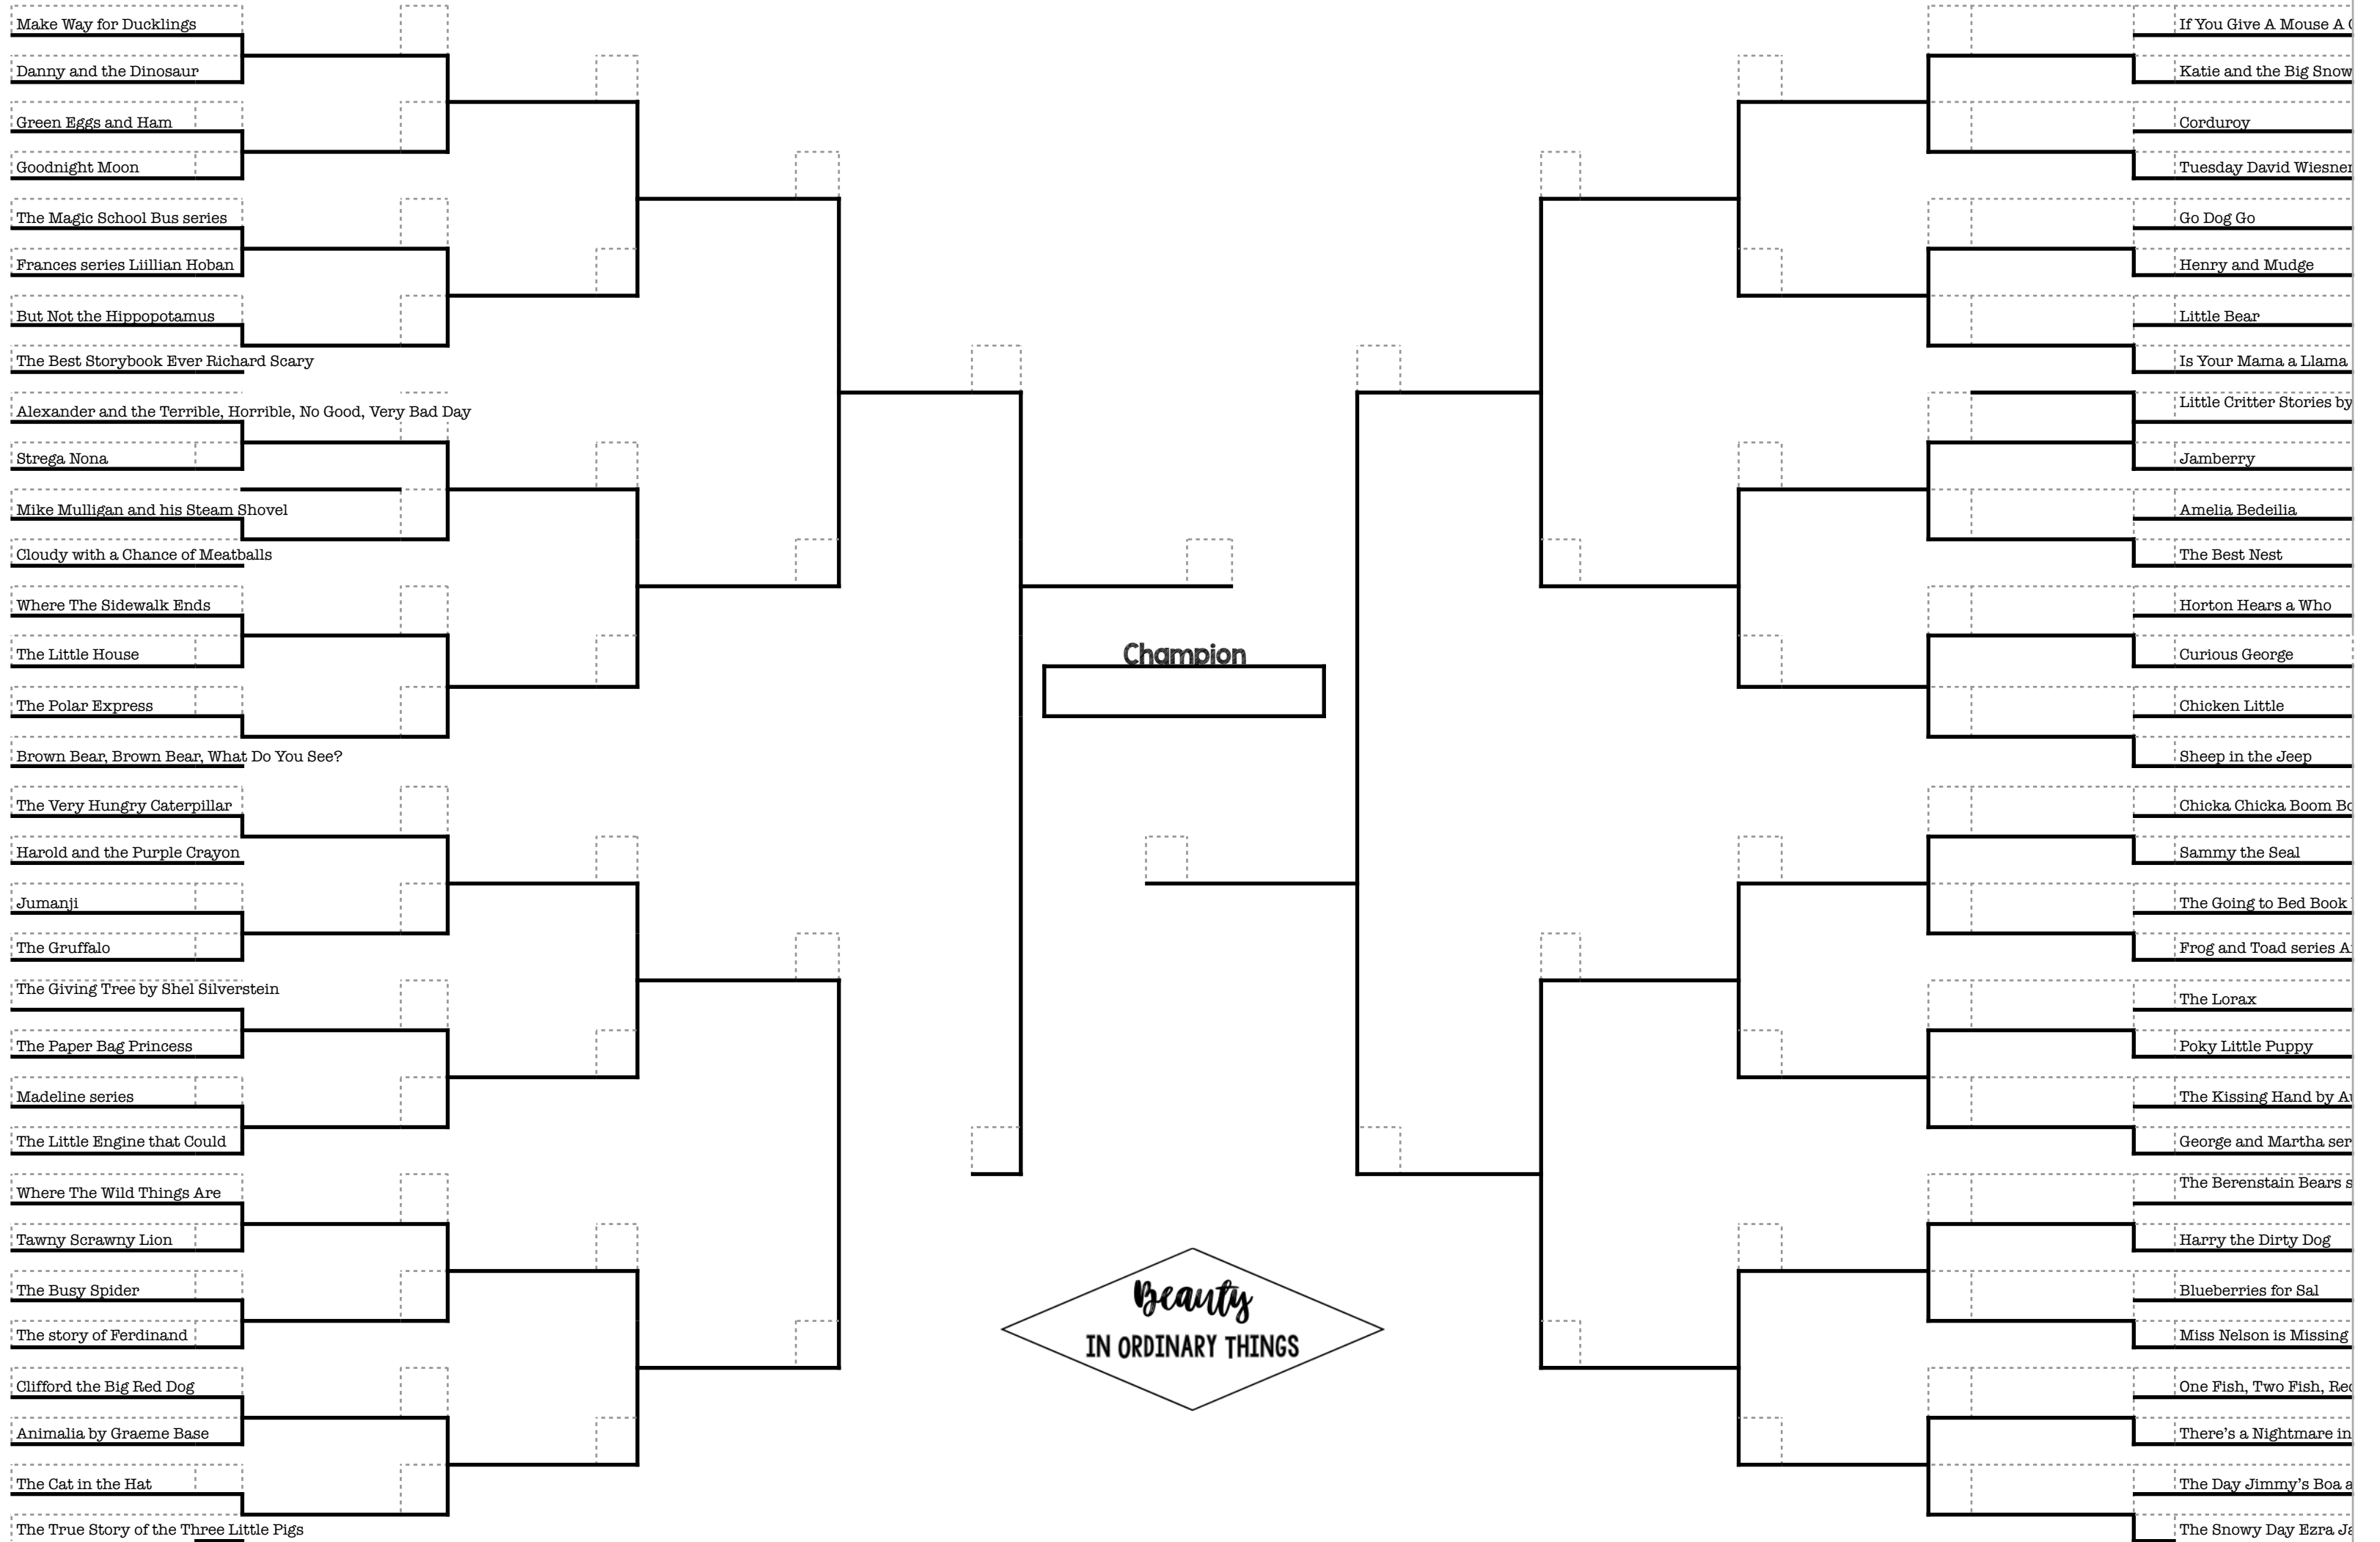 Make Way for Ducklings
Danny and the Dinosaur
Green Eggs and Ham
Goodnight Moon
The Magic School Bus series
Frances series Liillian Hoban
But Not the Hippopotamus
The Best Storybook Ever Richard Scary
Alexander and the Terrible, Horrible, No Good, Very Bad Day
Strega Nona
Mike Mulligan and his Steam Shovel
Cloudy with a Chance of Meatballs
Where The Sidewalk Ends
The Little House
The Polar Express
Brown Bear, Brown Bear, What Do You See?
The Very Hungry Caterpillar
Harold and the Purple Crayon
Jumanji
The Gruffalo
The Giving Tree by Shel Silverstein
The Paper Bag Princess
Madeline series
The Little Engine that Could
Where The Wild Things Are
Tawny Scrawny Lion
The Busy Spider
The story of Ferdinand
Clifford the Big Red Dog
Animalia by Graeme Base
The Cat in the Hat
The True Story of the Three Little Pigs
Champion
Beauty
IN ORDINARY THINGS
If You Give A Mouse A
Katie and the Big Snow
Corduroy
Tuesday David Wiesner
Go Dog Go
Henry and Mudge
Little Bear
Is Your Mama a Llama
Little Critter Stories by
Jamberry
Amelia Bedeilia
The Best Nest
Horton Hears a Who
Curious George
Chicken Little
Sheep in the Jeep
Chicka Chicka Boom
Sammy the Seal
The Going to Bed Book
Frog and Toad series
The Lorax
Poky Little Puppy
The Kissing Hand by
George and Martha ser
The Berenstain Bears s
Harry the Dirty Dog
Blueberries for Sal
Miss Nelson is Missing
One Fish, Two Fish,
There's a Nightmare in
The Day Jimmy's Boa a
The Snowy Day Ezra